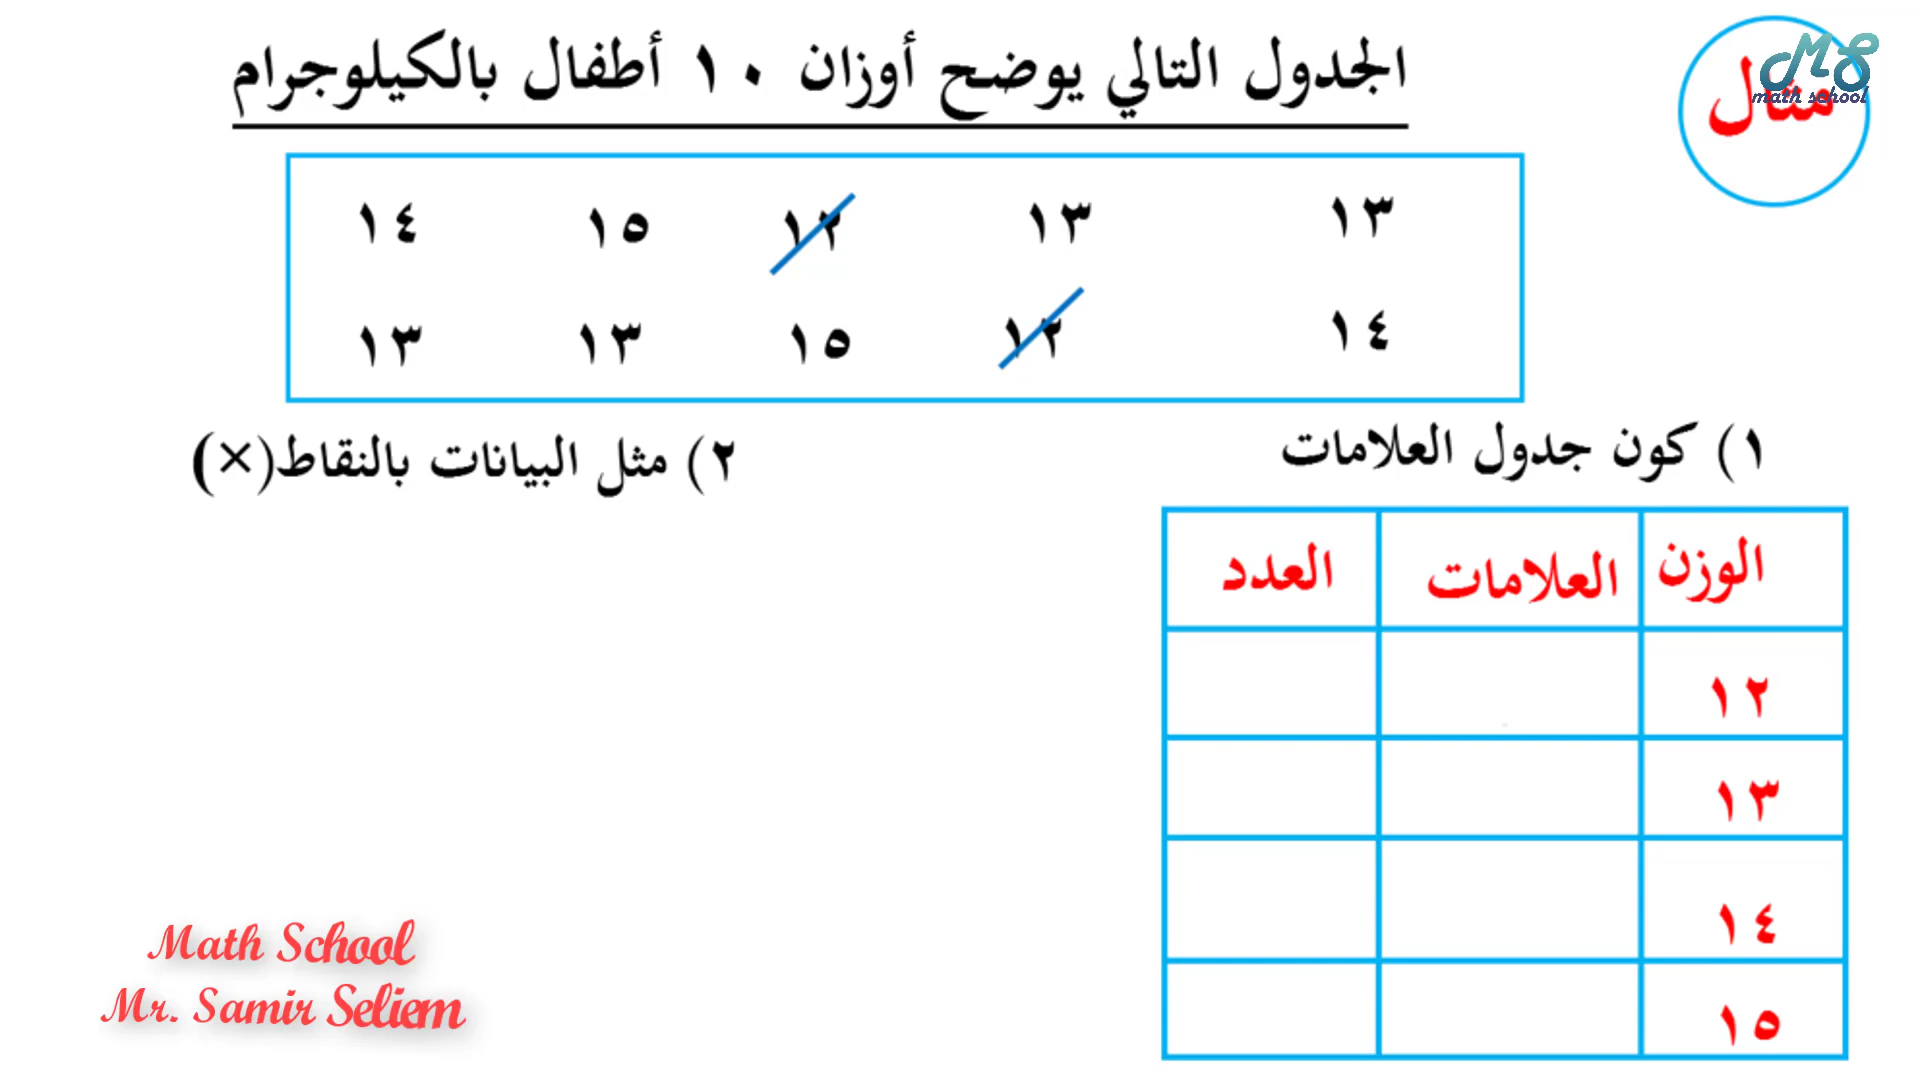 الجدول التالي يوضح أوزان ١٠ أطفال بالكيلوجرام
MS
math school
مثال
١٣ ١٣ ١٢ ١٥ ١٤
١٤ ١٢ ١٥ ١٣ ١٣
١) كون جدول العلامات
٢) مثل البيانات بالنقاط(×)
الوزن العلامات العدد
١٢
١٣
١٤
١٥
Math School
Mr. Samir Seliem